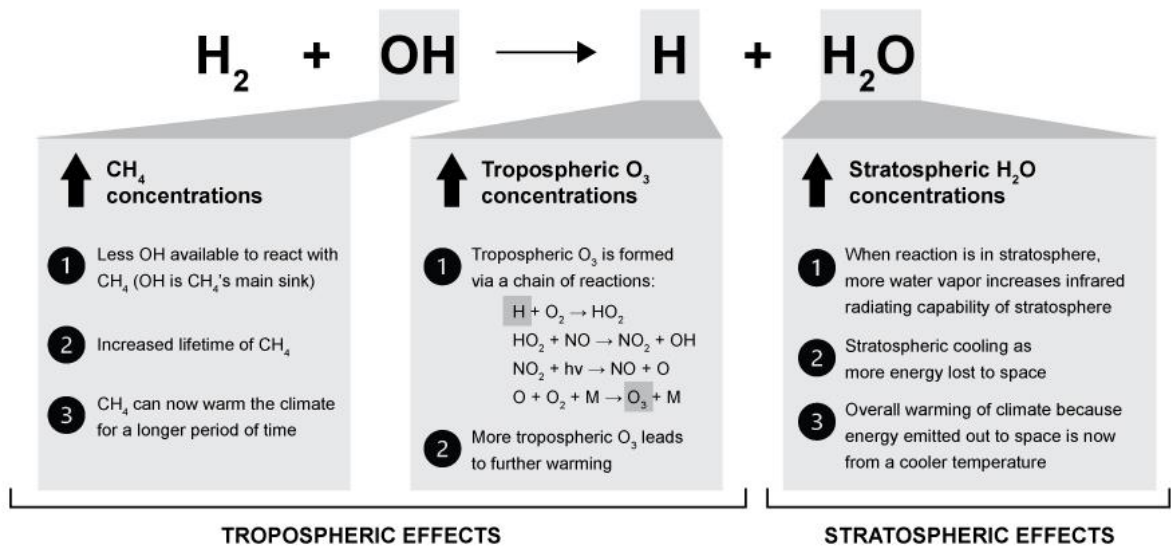 H₂ + OH → H + H₂O
CH₄
concentrations
1 Less OH available to react with
CH₄ (OH is CH₄'s main sink)
2 Increased lifetime of CH₄
3 CH₄ can now warm the climate
for a longer period of time
Tropospheric O₃
concentrations
1 Tropospheric O₃ is formed
via a chain of reactions:
H + O₂ → HO₂
HO₂ + NO → NO₂ + OH
NO₂ + hv → NO + O
O + O₂ + M → O₃ + M
2 More tropospheric O₃ leads
to further warming
Stratospheric H₂O
concentrations
1 When reaction is in stratosphere,
more water vapor increases infrared
radiating capability of stratosphere
2 Stratospheric cooling as
more energy lost to space
3 Overall warming of climate because
energy emitted out to space is now
from a cooler temperature
TROPOSPHERIC EFFECTS
STRATOSPHERIC EFFECTS